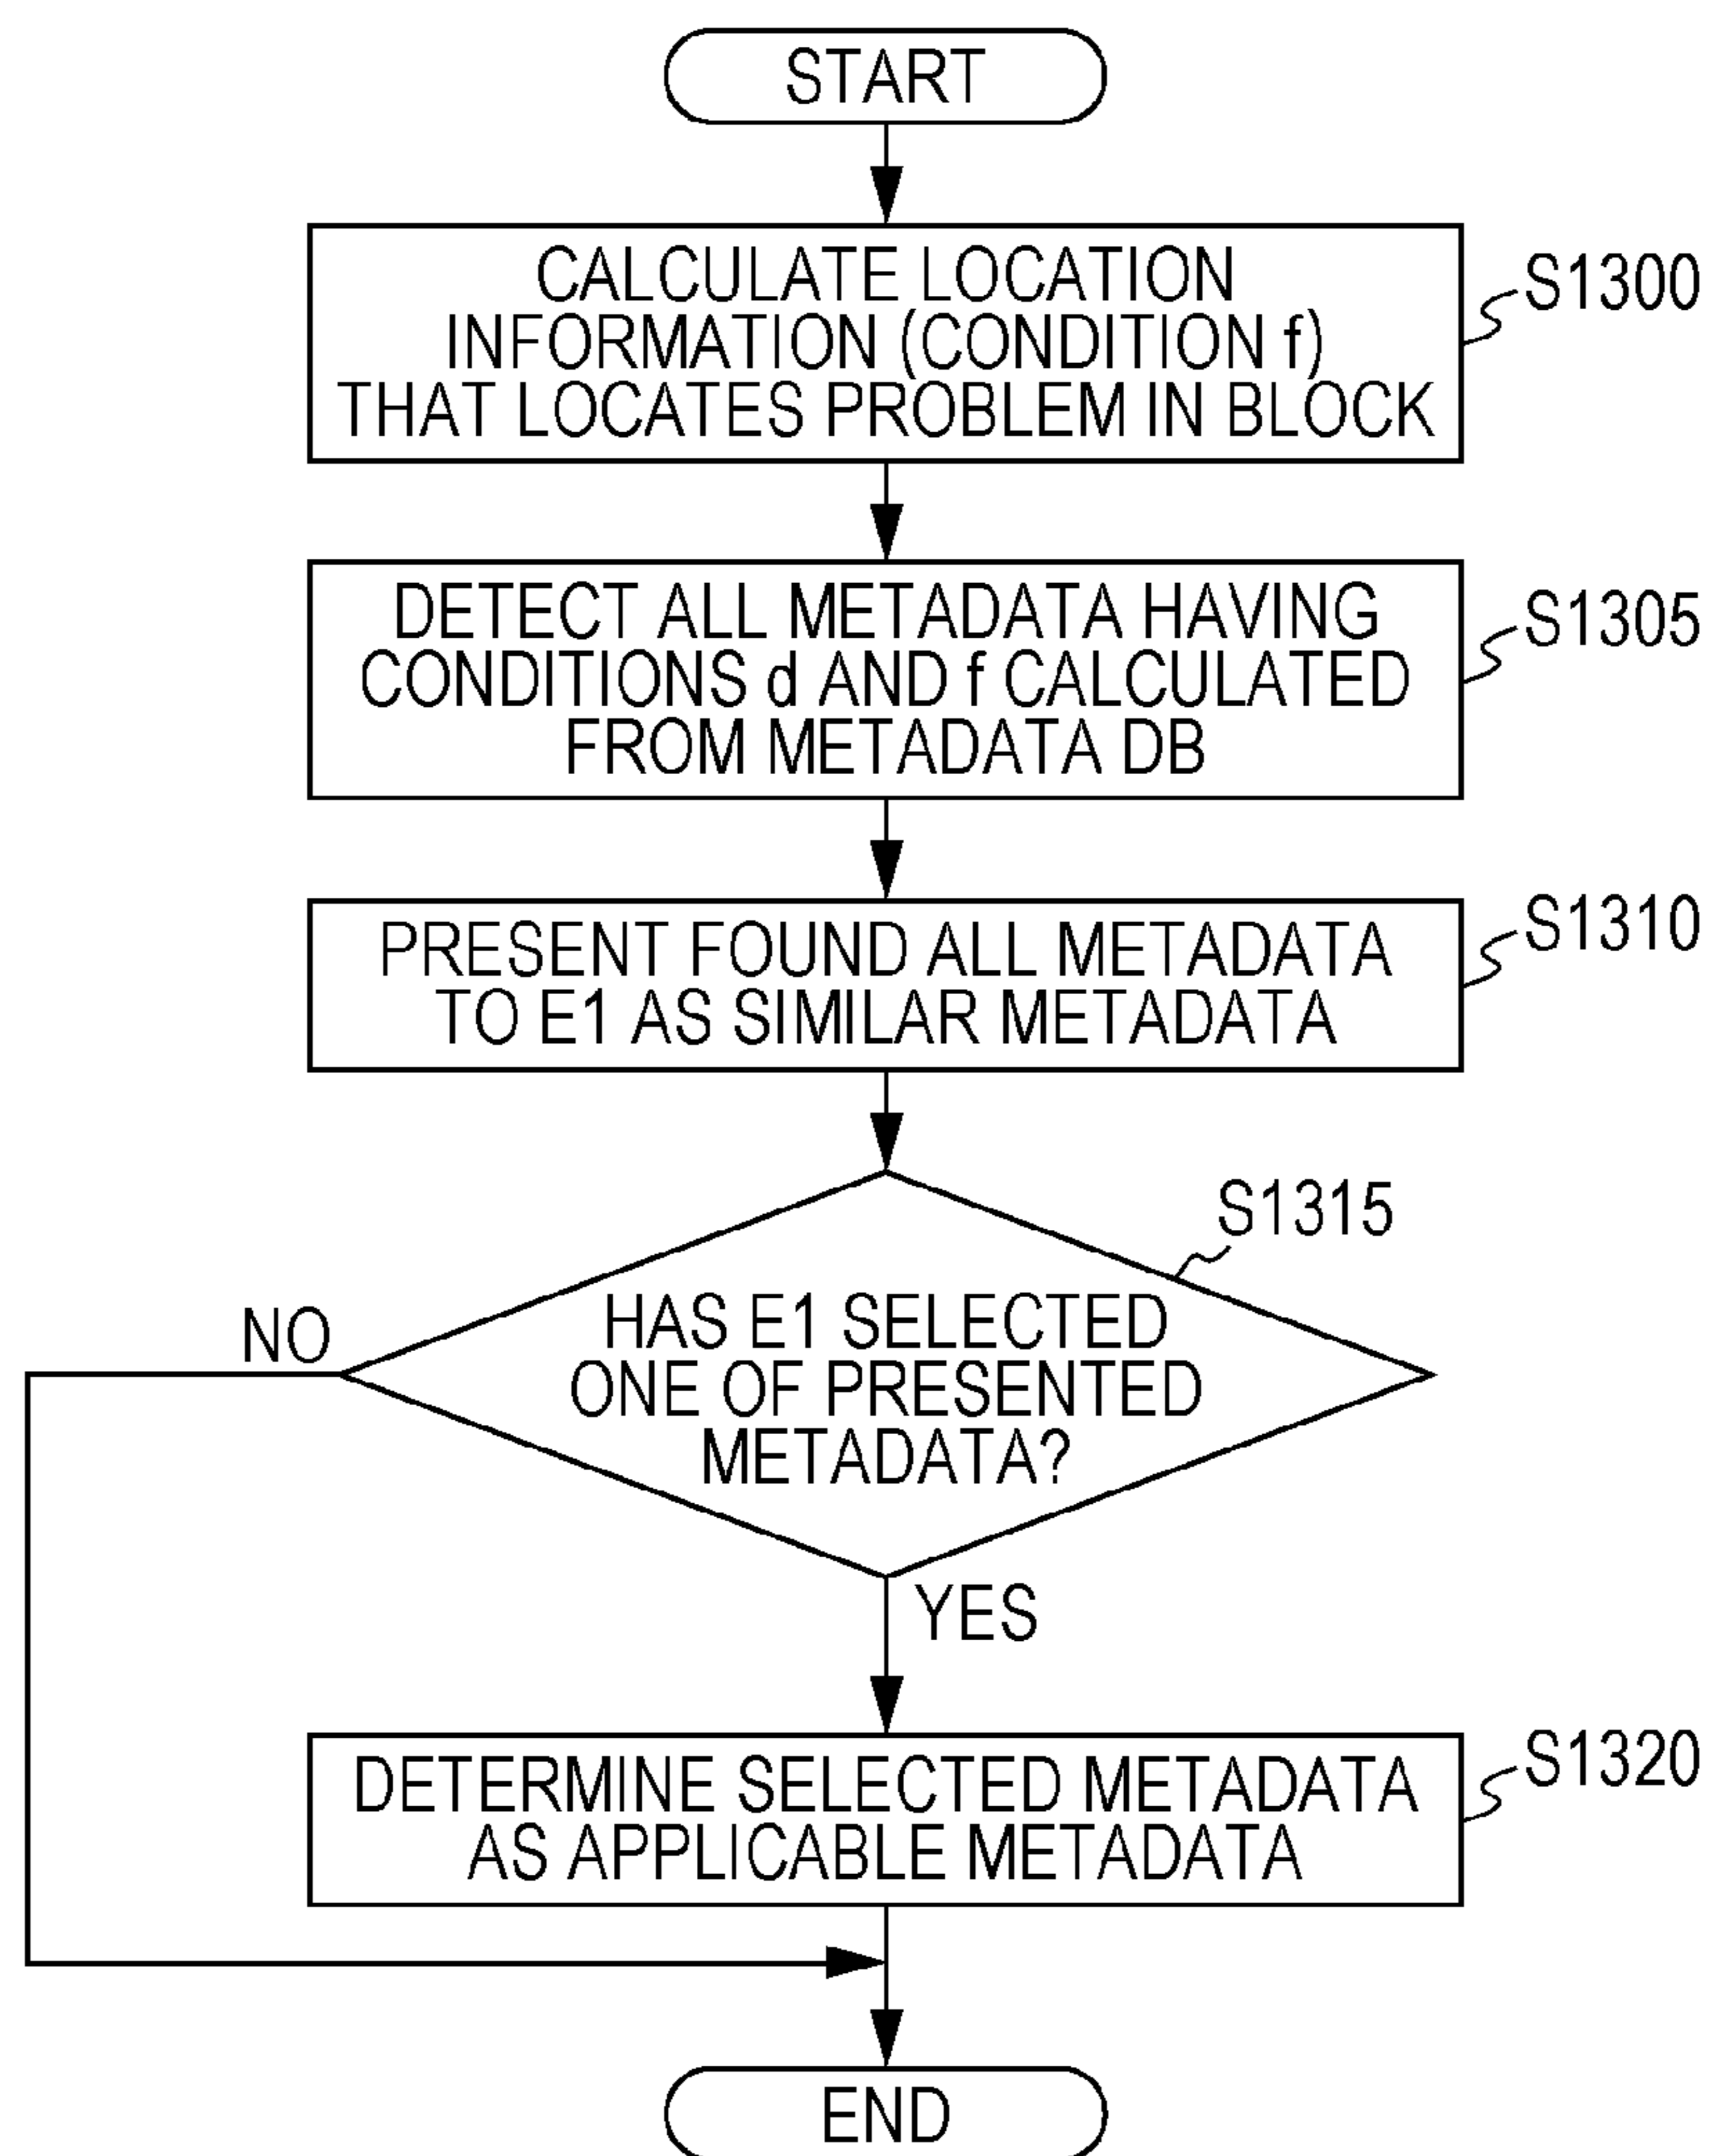 START
CALCULATE LOCATION
INFORMATION (CONDITION f)
THAT LOCATES PROBLEM IN BLOCK
S1300
DETECT ALL METADATA HAVING
CONDITIONS d AND f CALCULATED
FROM METADATA DB
S1305
PRESENT FOUND ALL METADATA
TO E1 AS SIMILAR METADATA
S1310
S1315
HAS E1 SELECTED
ONE OF PRESENTED
METADATA?
NO
YES
DETERMINE SELECTED METADATA
AS APPLICABLE METADATA
S1320
END